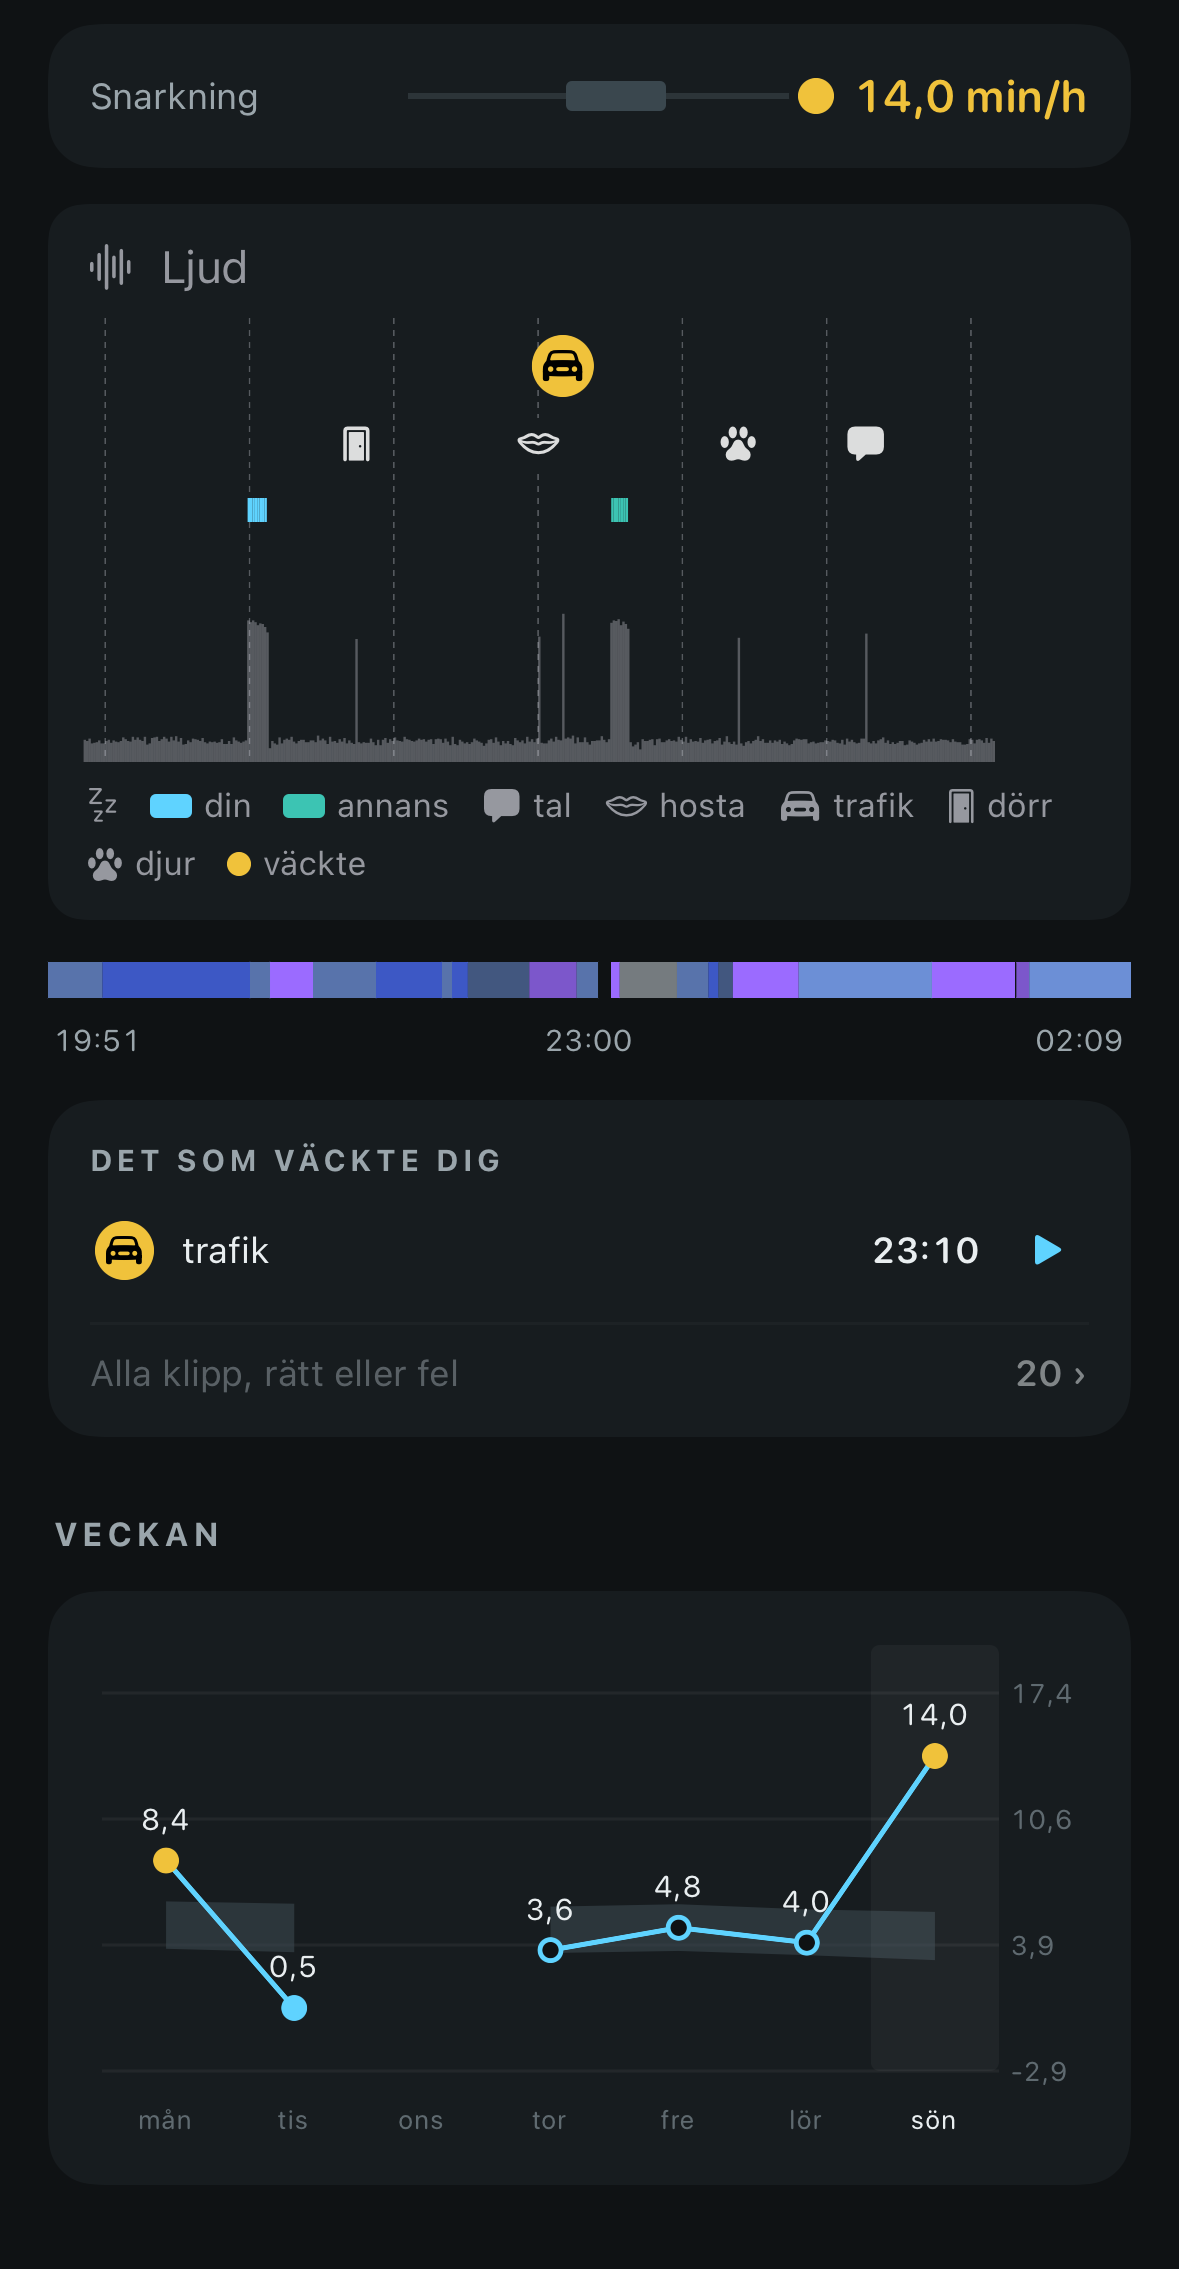 Snarkning 14,0 min/h
Ljud
zzz din annans tal hosta trafik dörr
djur väckte
19:51 23:00 02:09
DET SOM VÄCKTE DIG
trafik 23:10
Alla klipp, rätt eller fel 20 ›
VECKAN
17,4
14,0
8,4 10,6
4,8
3,6 4,0
3,9
0,5
-2,9
mån tis ons tor fre lör sön